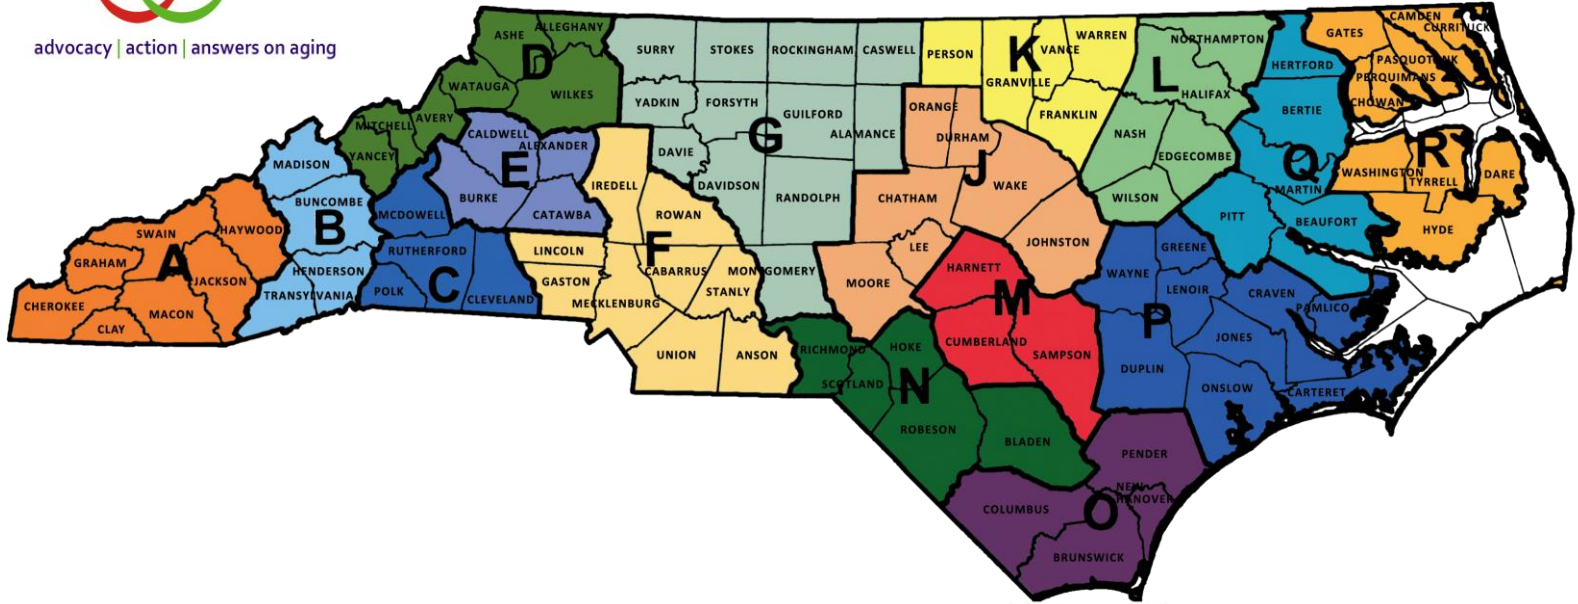 advocacy | action | answers on aging
ASHE
ALLEGHANY
D
WATAUGA
WILKES
MITCHELL
AVERY
YANCEY
SURRY
STOKES
ROCKINGHAM
CASWELL
YADKIN
FORSYTH
GUILFORD
ALAMANCE
G
DAVIE
DAVIDSON
RANDOLPH
MONTGOMERY
PERSON
K
VANCE
WARREN
GRANVILLE
FRANKLIN
NORTHAMPTON
L
HALIFAX
NASH
EDGECOMBE
WILSON
HERTFORD
BERTIE
Q
MARTIN
PITT
BEAUFORT
GATES
CAMDEN
CURRITUCK
PASQUOTANK
PERQUIMANS
CHOWAN
R
WASHINGTON
TYRRELL
DARE
HYDE
MADISON
BUNCOMBE
B
HENDERSON
TRANSYLVANIA
CALDWELL
ALEXANDER
E
BURKE
CATAWBA
MCDOWELL
RUTHERFORD
C
POLK
CLEVELAND
SWAIN
HAYWOOD
GRAHAM
A
JACKSON
CHEROKEE
MACON
CLAY
IREDELL
ROWAN
F
LINCOLN
CABARRUS
GASTON
MECKLENBURG
STANLY
UNION
ANSON
ORANGE
DURHAM
J
CHATHAM
WAKE
LEE
JOHNSTON
MOORE
HARNETT
M
CUMBERLAND
SAMPSON
RICHMOND
HOKE
SCOTLAND
N
ROBESON
BLADEN
WAYNE
GREENE
LENOIR
CRAVEN
PAMLICO
P
JONES
DUPLIN
ONSLOW
CARTERET
PENDER
NEW
HANOVER
O
COLUMBUS
BRUNSWICK